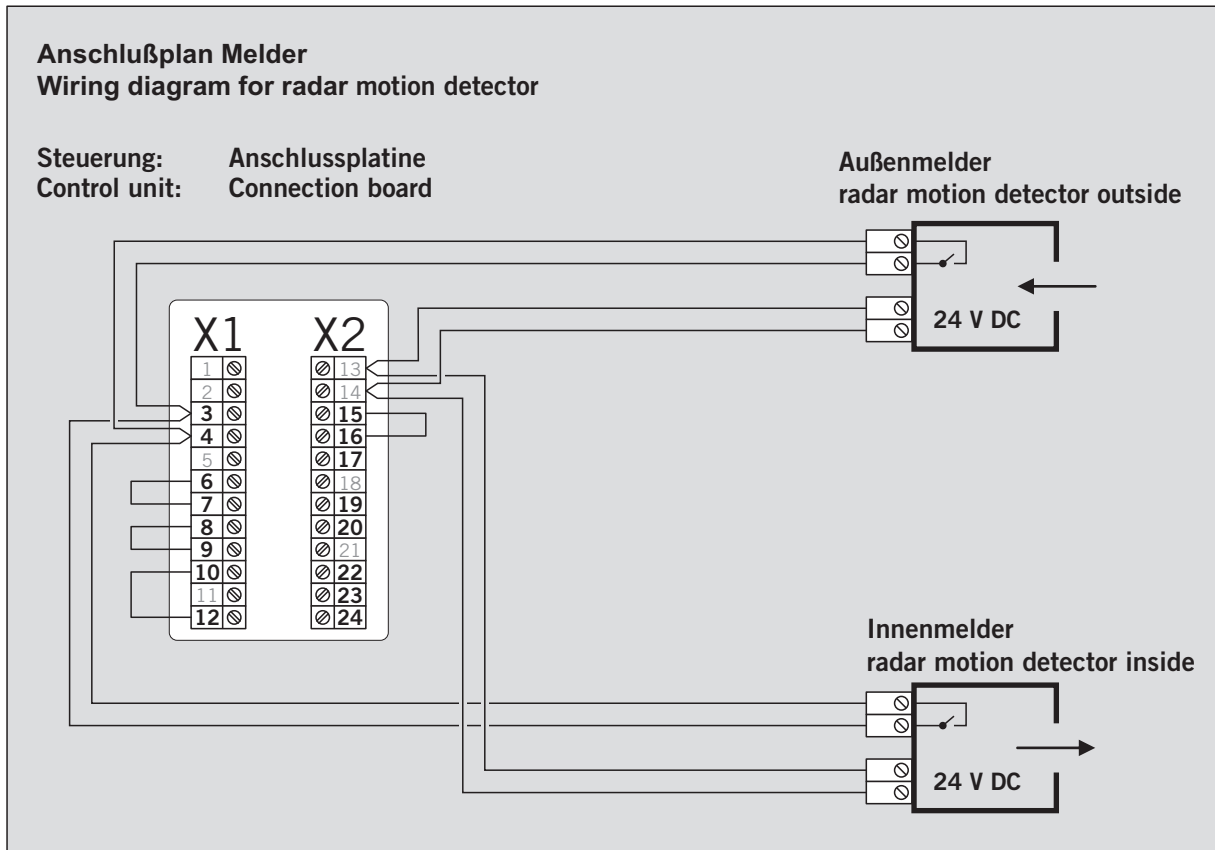 Anschlußplan Melder
Wiring diagram for radar motion detector
Steuerung: Anschlussplatine
Control unit: Connection board
Außenmelder
radar motion detector outside
24 V DC
X1 X2
1 13
2 14
3 15
4 16
5 17
6 18
7 19
8 20
9 21
10 22
11 23
12 24
Innenmelder
radar motion detector inside
24 V DC